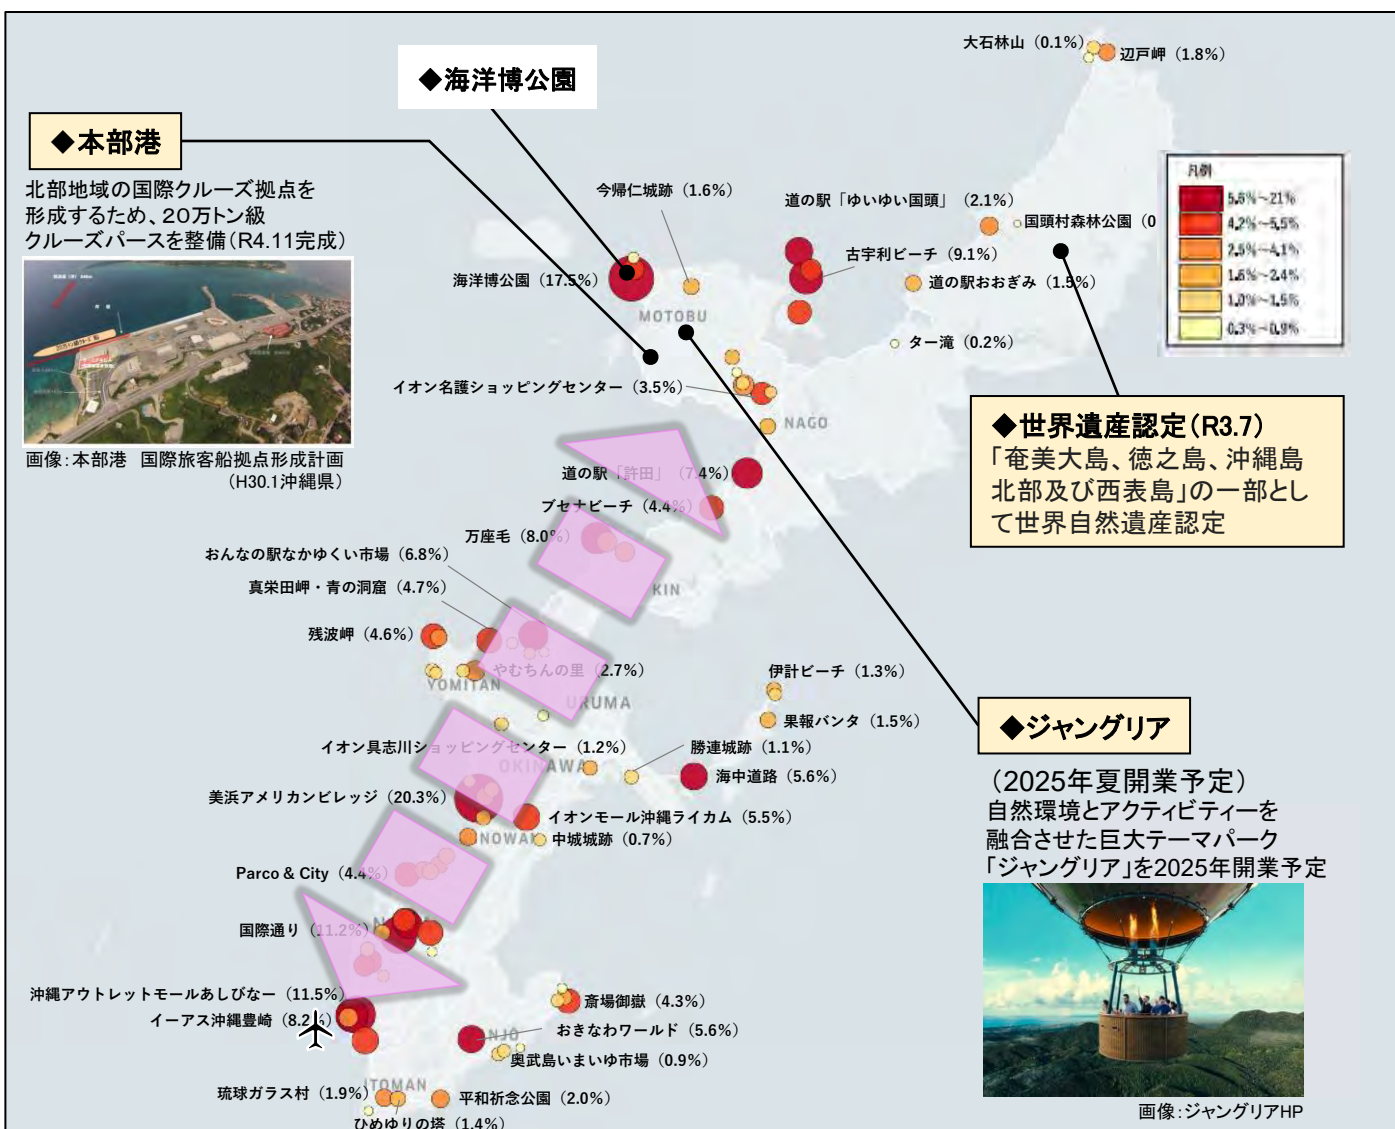 大石林山（0.1%）
辺戸岬（1.8%）
◆海洋博公園
◆本部港
北部地域の国際クルーズ拠点を
形成するため、20万トン級
クルーズバースを整備（R4.11完成）
画像：本部港　国際旅客船拠点形成計画
（H30.1沖縄県）
凡例
5.6%～21%
4.2%～5.5%
2.5%～4.1%
1.6%～2.4%
1.0%～1.5%
0.3%～0.9%
今帰仁城跡（1.6%）
道の駅「ゆいゆい国頭」（2.1%）
国頭村森林公園（0
古宇利ビーチ（9.1%）
海洋博公園（17.5%）
道の駅おおぎみ（1.5%）
MOTOBU
ター滝（0.2%）
イオン名護ショッピングセンター（3.5%）
NAGO
◆世界遺産認定（R3.7）
「奄美大島、徳之島、沖縄島
北部及び西表島」の一部とし
て世界自然遺産認定
道の駅「許田」（7.4%）
ブセナビーチ（4.4%）
万座毛（8.0%）
おんなの駅なかゆくい市場（6.8%）
真栄田岬・青の洞窟（4.7%）
KIN
残波岬（4.6%）
やむちんの里（2.7%）
YOMITAN
URUMA
伊計ビーチ（1.3%）
果報バンタ（1.5%）
イオン具志川ショッピングセンター（1.2%）
勝連城跡（1.1%）
OKINAWA
海中道路（5.6%）
美浜アメリカンビレッジ（20.3%）
イオンモール沖縄ライカム（5.5%）
NOWAN
中城城跡（0.7%）
Parco & City（4.4%）
国際通り（11.2%）
沖縄アウトレットモールあしびなー（11.5%）
イーアス沖縄豊崎（8.2%）
斎場御嶽（4.3%）
おきなわワールド（5.6%）
NJO
奥武島いまいゆ市場（0.9%）
ITOMAN
琉球ガラス村（1.9%）
平和祈念公園（2.0%）
ひめゆりの塔（1.4%）
◆ジャングリア
（2025年夏開業予定）
自然環境とアクティビティーを
融合させた巨大テーマパーク
「ジャングリア」を2025年開業予定
画像：ジャングリアHP